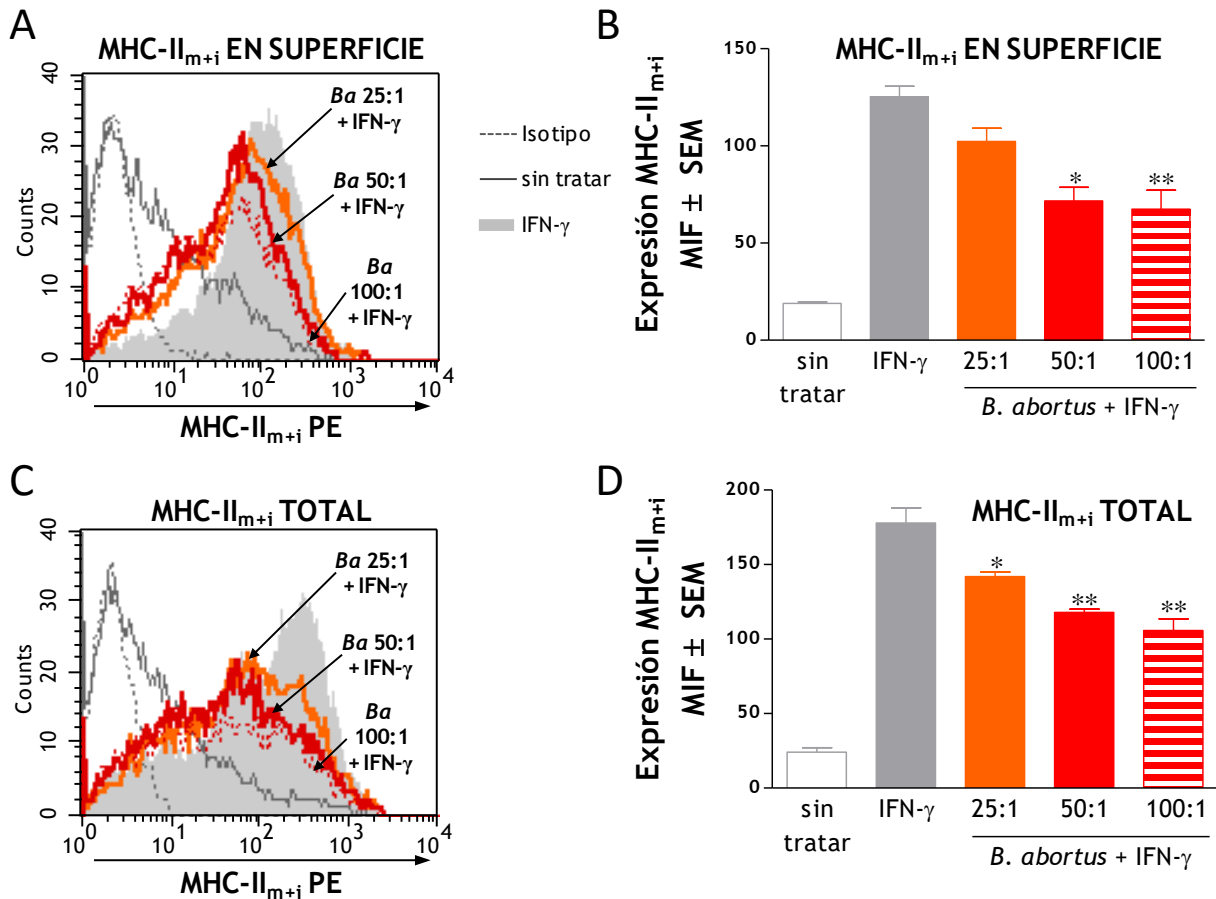 A
MHC-IIm+i EN SUPERFICIE
40
30
20
10
0
Counts
Ba 25:1
+ IFN-γ
Ba 50:1
+ IFN-γ
Ba
100:1
+ IFN-γ
10^0 10^1 10^2 10^3 10^4
MHC-IIm+i PE
Isotipo
sin tratar
IFN-γ
B
MHC-IIm+i EN SUPERFICIE
Expresión MHC-IIm+i
MIF ± SEM
150
100
50
0
* **
sin tratar
IFN-γ
25:1 50:1 100:1
B. abortus + IFN-γ
C
MHC-IIm+i TOTAL
40
30
20
10
0
Counts
Ba 25:1
+ IFN-γ
Ba 50:1
+ IFN-γ
Ba
100:1
+ IFN-γ
10^0 10^1 10^2 10^3 10^4
MHC-IIm+i PE
D
MHC-IIm+i TOTAL
Expresión MHC-IIm+i
MIF ± SEM
200
150
100
50
0
* ** **
sin tratar
IFN-γ
25:1 50:1 100:1
B. abortus + IFN-γ